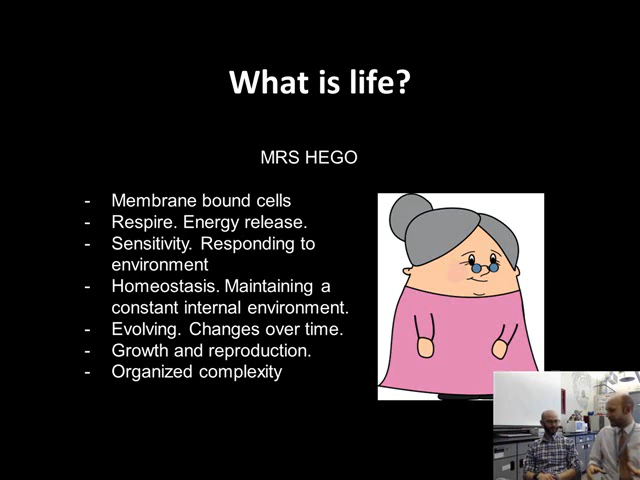 What is life?
MRS HEGO
- Membrane bound cells
- Respire. Energy release.
- Sensitivity. Responding to
environment
- Homeostasis. Maintaining a
constant internal environment.
- Evolving. Changes over time.
- Growth and reproduction.
- Organized complexity